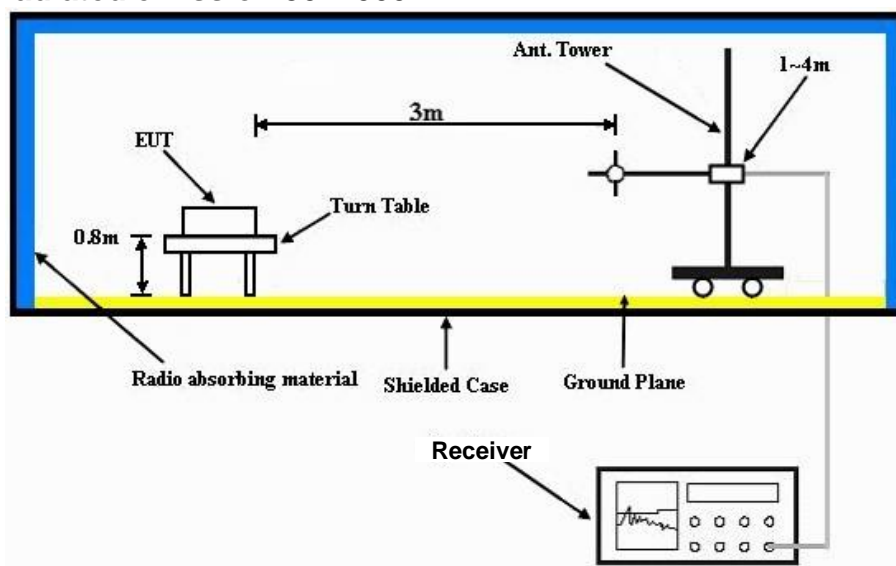 Ant. Tower
1~4m
3m
EUT
Turn Table
0.8m
Radio absorbing material
Shielded Case
Ground Plane
Receiver